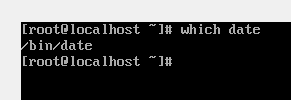 [root@localhost ~]# which date
/bin/date
[root@localhost ~]#